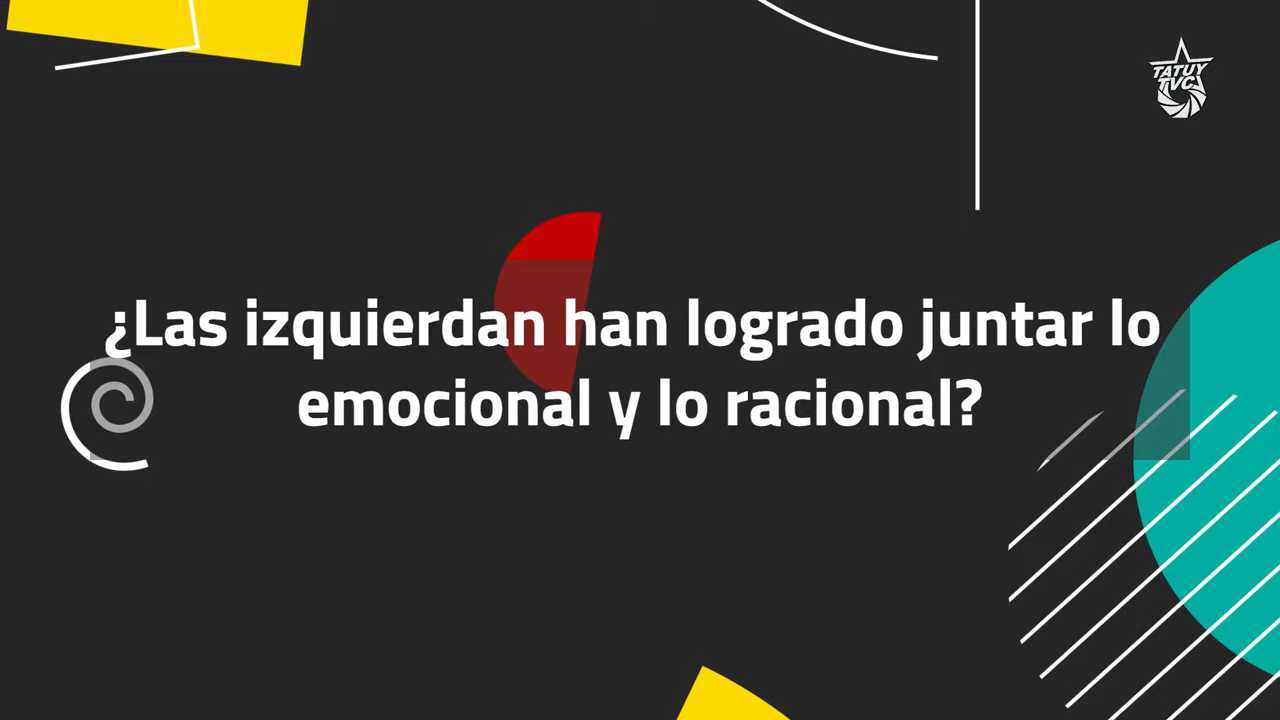 TATUY
TVC
¿Las izquierdan han logrado juntar lo
emocional y lo racional?